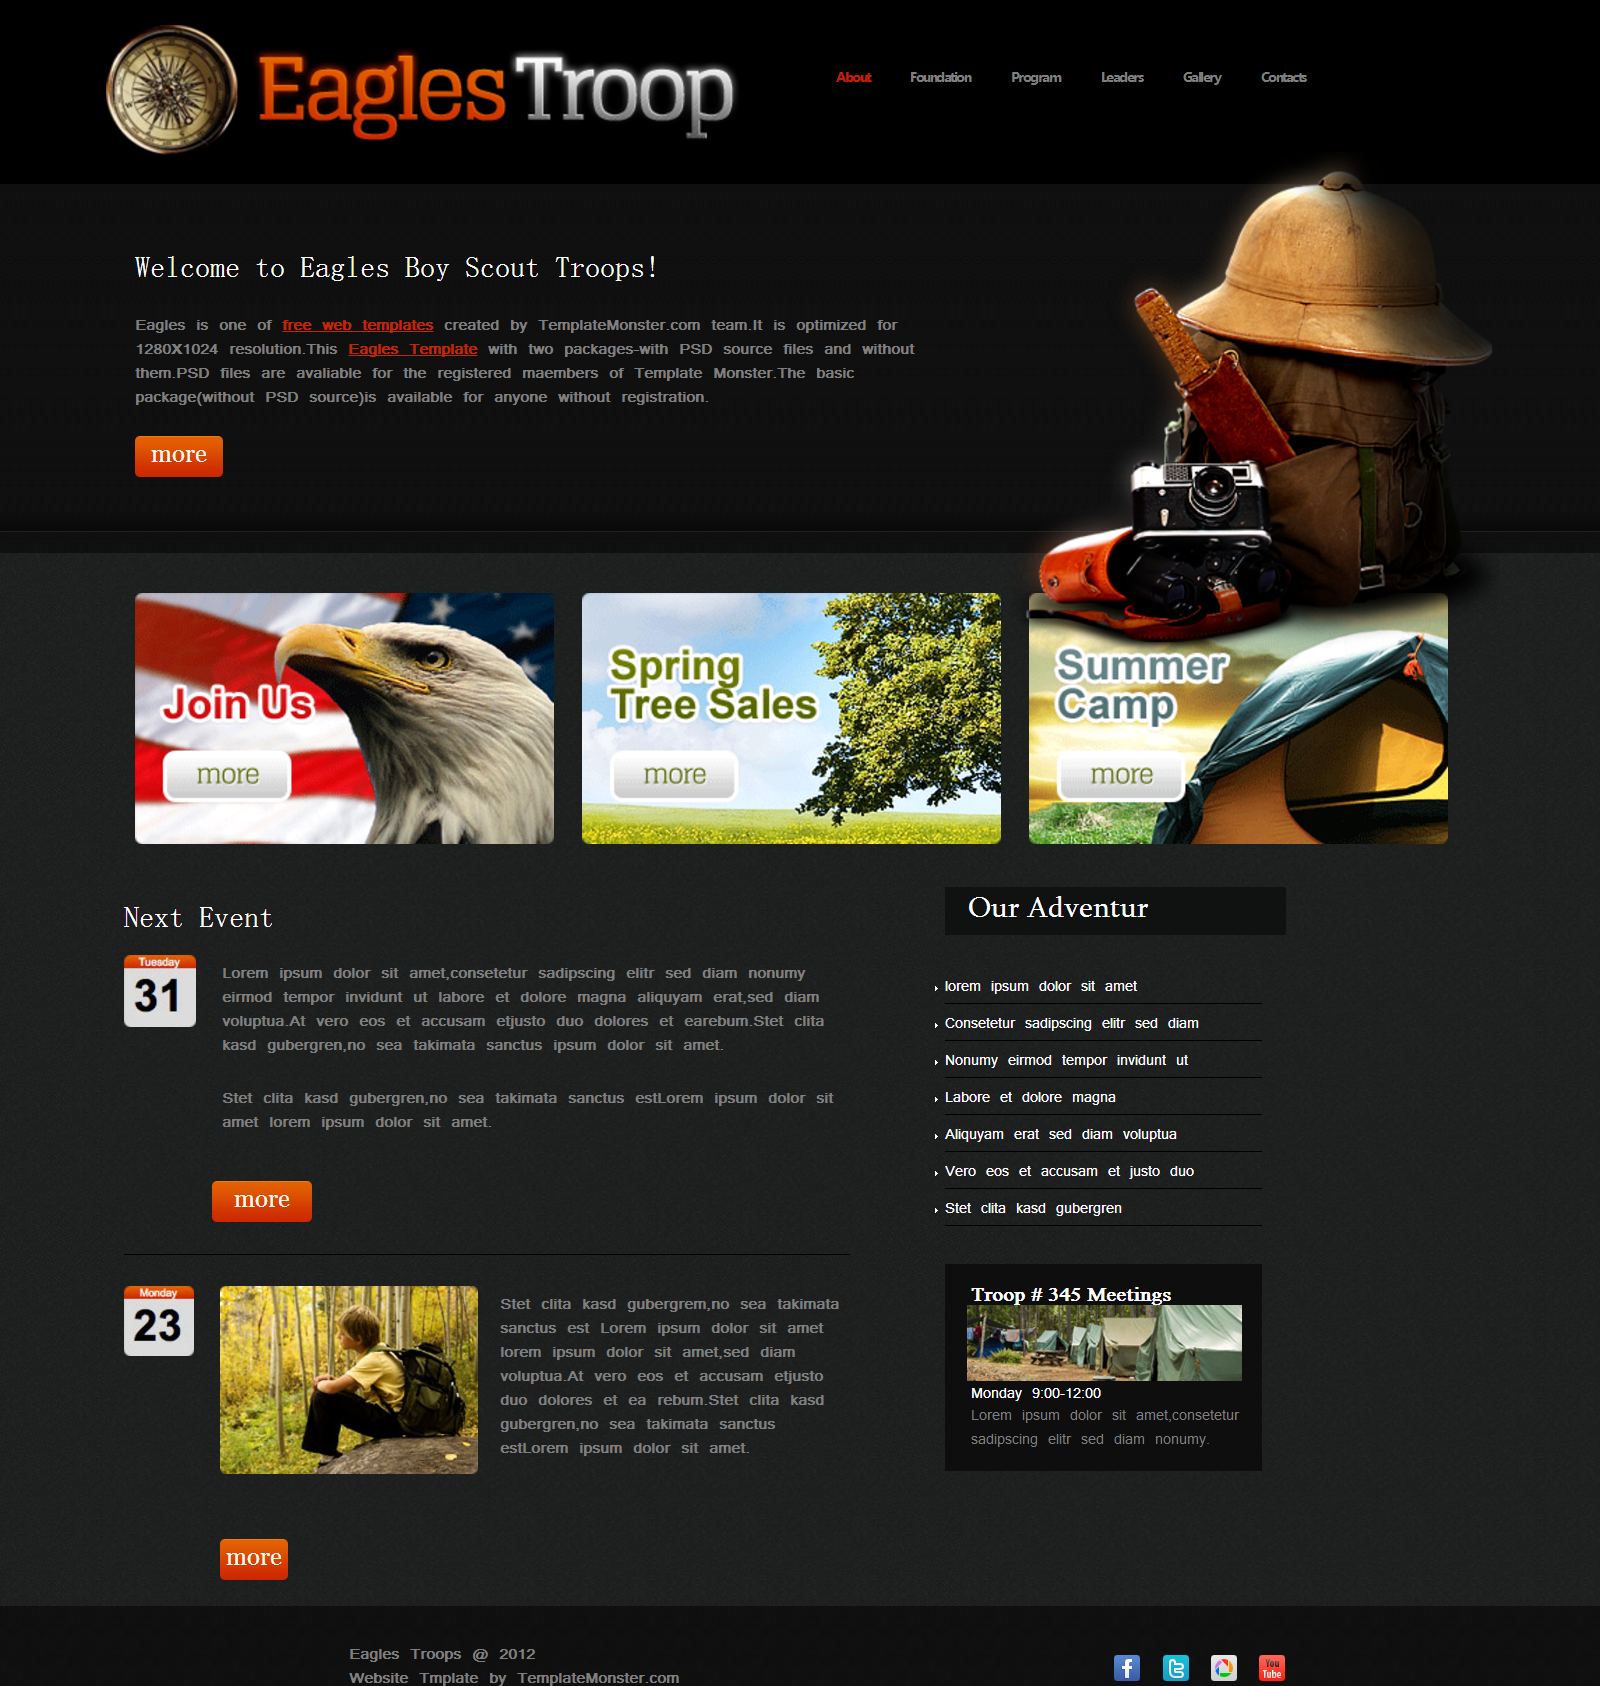 Eagles Troop
About Foundation Program Leaders Gallery Contacts
Welcome to Eagles Boy Scout Troops!
Eagles is one of free web templates created by TemplateMonster.com team.It is optimized for
1280X1024 resolution.This Eagles Template with two packages-with PSD source files and without
them.PSD files are avaliable for the registered maembers of Template Monster.The basic
package(without PSD source)is available for anyone without registration.
more
Join Us
more
Spring
Tree Sales
more
Summer
Camp
more
Next Event
Tuesday
31
Lorem ipsum dolor sit amet,consetetur sadipscing elitr sed diam nonumy
eirmod tempor invidunt ut labore et dolore magna aliquyam erat,sed diam
voluptua.At vero eos et accusam etjusto duo dolores et earebum.Stet clita
kasd gubergren,no sea takimata sanctus ipsum dolor sit amet.
Stet clita kasd gubergren,no sea takimata sanctus estLorem ipsum dolor sit
amet lorem ipsum dolor sit amet.
more
Monday
23
Stet clita kasd gubergrem,no sea takimata
sanctus est Lorem ipsum dolor sit amet
lorem ipsum dolor sit amet,sed diam
voluptua.At vero eos et accusam etjusto
duo dolores et ea rebum.Stet clita kasd
gubergren,no sea takimata sanctus
estLorem ipsum dolor sit amet.
more
Our Adventur
lorem ipsum dolor sit amet
Consetetur sadipscing elitr sed diam
Nonumy eirmod tempor invidunt ut
Labore et dolore magna
Aliquyam erat sed diam voluptua
Vero eos et accusam et justo duo
Stet clita kasd gubergren
Troop # 345 Meetings
Monday 9:00-12:00
Lorem ipsum dolor sit amet,consetetur
sadipscing elitr sed diam nonumy.
Eagles Troops @ 2012
Website Tmplate by TemplateMonster.com
You
Tube